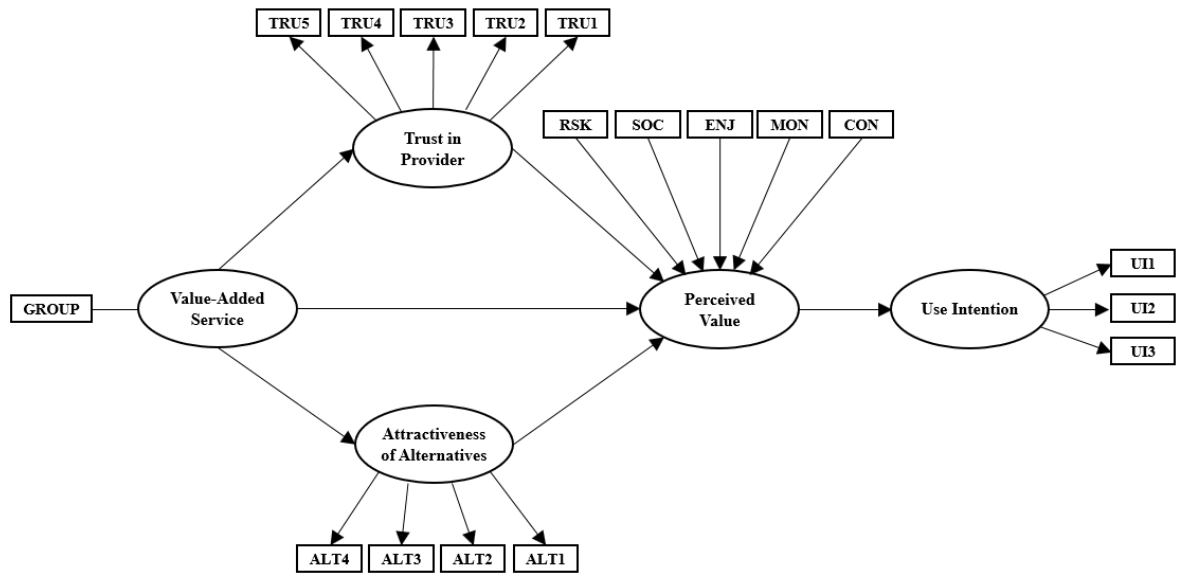 TRU5 TRU4 TRU3 TRU2 TRU1
Trust in
Provider
RSK SOC ENJ MON CON
GROUP
Value-Added
Service
Perceived
Value
Use Intention
UI1
UI2
UI3
Attractiveness
of Alternatives
ALT4 ALT3 ALT2 ALT1